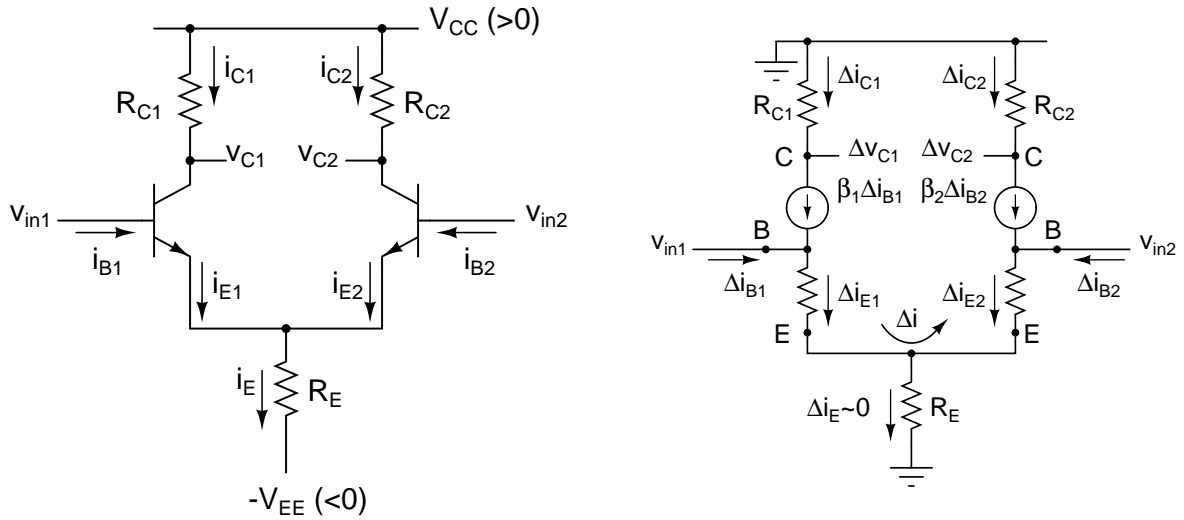 V_CC (>0)
i_C1
i_C2
R_C1
R_C2
v_C1
v_C2
v_in1
v_in2
i_B1
i_B2
i_E1
i_E2
i_E
R_E
-V_EE (<0)
Δi_C1
Δi_C2
R_C1
R_C2
C
Δv_C1
Δv_C2
C
β_1Δi_B1
β_2Δi_B2
v_in1
B
B
v_in2
Δi_B1
Δi_B2
Δi_E1
Δi_E2
E
Δi
E
Δi_E~0
R_E